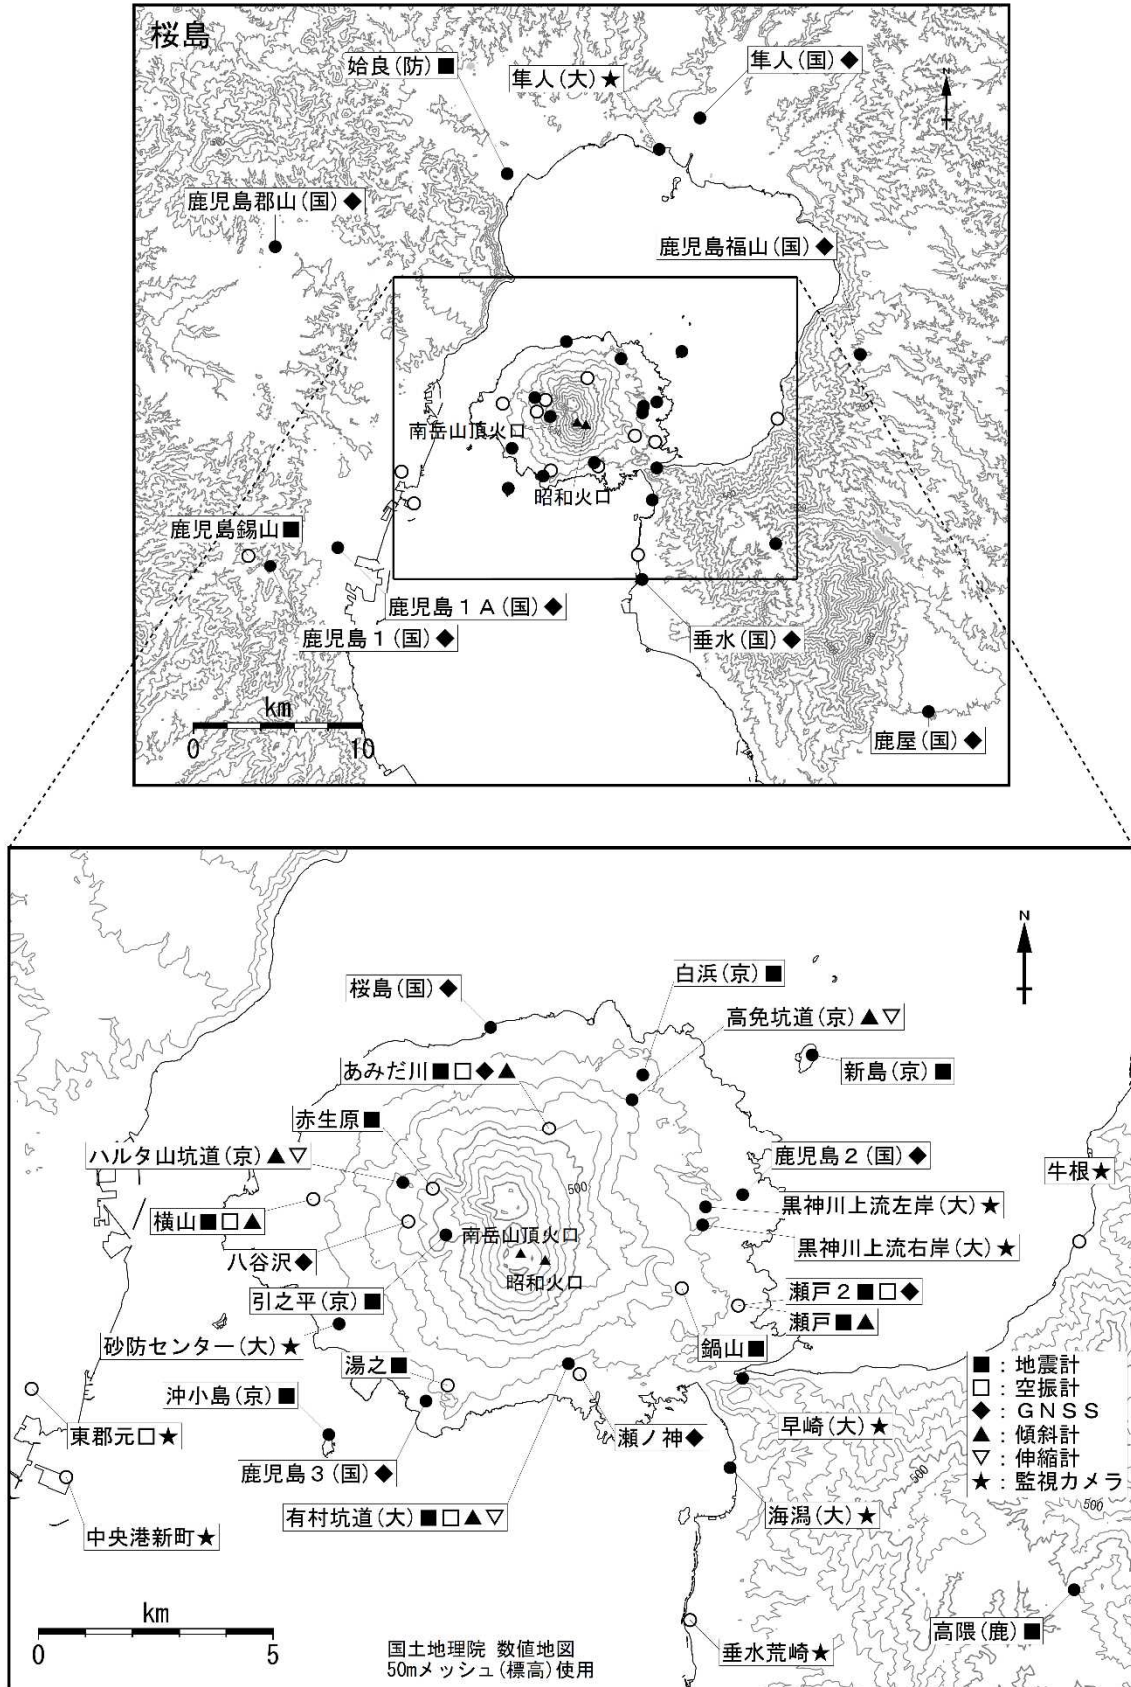 桜島
姶良(防)■
隼人(大)★
隼人(国)◆
N
鹿児島郡山(国)◆
鹿児島福山(国)◆
南岳山頂火口
昭和火口
鹿児島錫山■
鹿児島1A(国)◆
鹿児島1(国)◆
垂水(国)◆
km
0
10
鹿屋(国)◆
N
白浜(京)■
桜島(国)◆
高免坑道(京)▲▽
あみだ川■□◆▲
新島(京)■
赤生原■
ハルタ山坑道(京)▲▽
500
鹿児島2(国)◆
牛根★
横山■□▲
黒神川上流左岸(大)★
南岳山頂火口
黒神川上流右岸(大)★
八谷沢◆
昭和火口
引之平(京)■
瀬戸2■□◆
瀬戸■▲
砂防センター(大)★
鍋山■
湯之■
沖小島(京)■
早崎(大)★
東郡元□★
瀬ノ神◆
鹿児島3(国)◆
有村坑道(大)■□▲▽
海潟(大)★
中央港新町★
■:地震計
□:空振計
◆:GNSS
▲:傾斜計
▽:伸縮計
★:監視カメラ
500
500
km
0
5
高隈(鹿)■
垂水荒崎★
国土地理院 数値地図
50mメッシュ(標高)使用